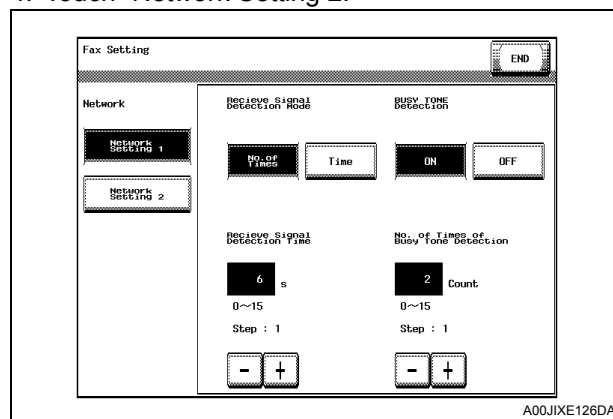 4. Touch "Network Setting 2."
Fax Setting
END
Network
Network
Setting 1
Network
Setting 2
Recieve Signal
Detection Mode
No.of
Times
Time
BUSY TONE
Detection
ON
OFF
Recieve Signal
Detection Time
6 s
0～15
Step : 1
- +
No. of Times of
Busy Tone Detection
2 Count
0～15
Step : 1
- +
A00JIXE126DA